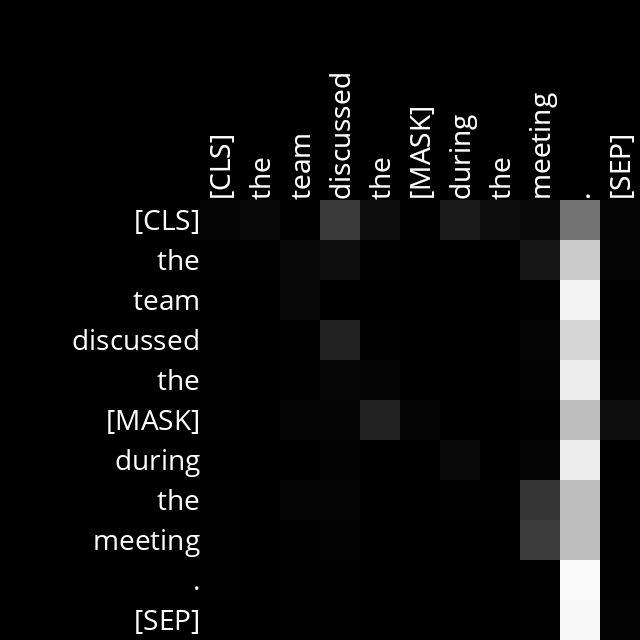 [CLS] the team discussed the [MASK] during the meeting . [SEP]
[CLS]
the
team
discussed
the
[MASK]
during
the
meeting
.
[SEP]